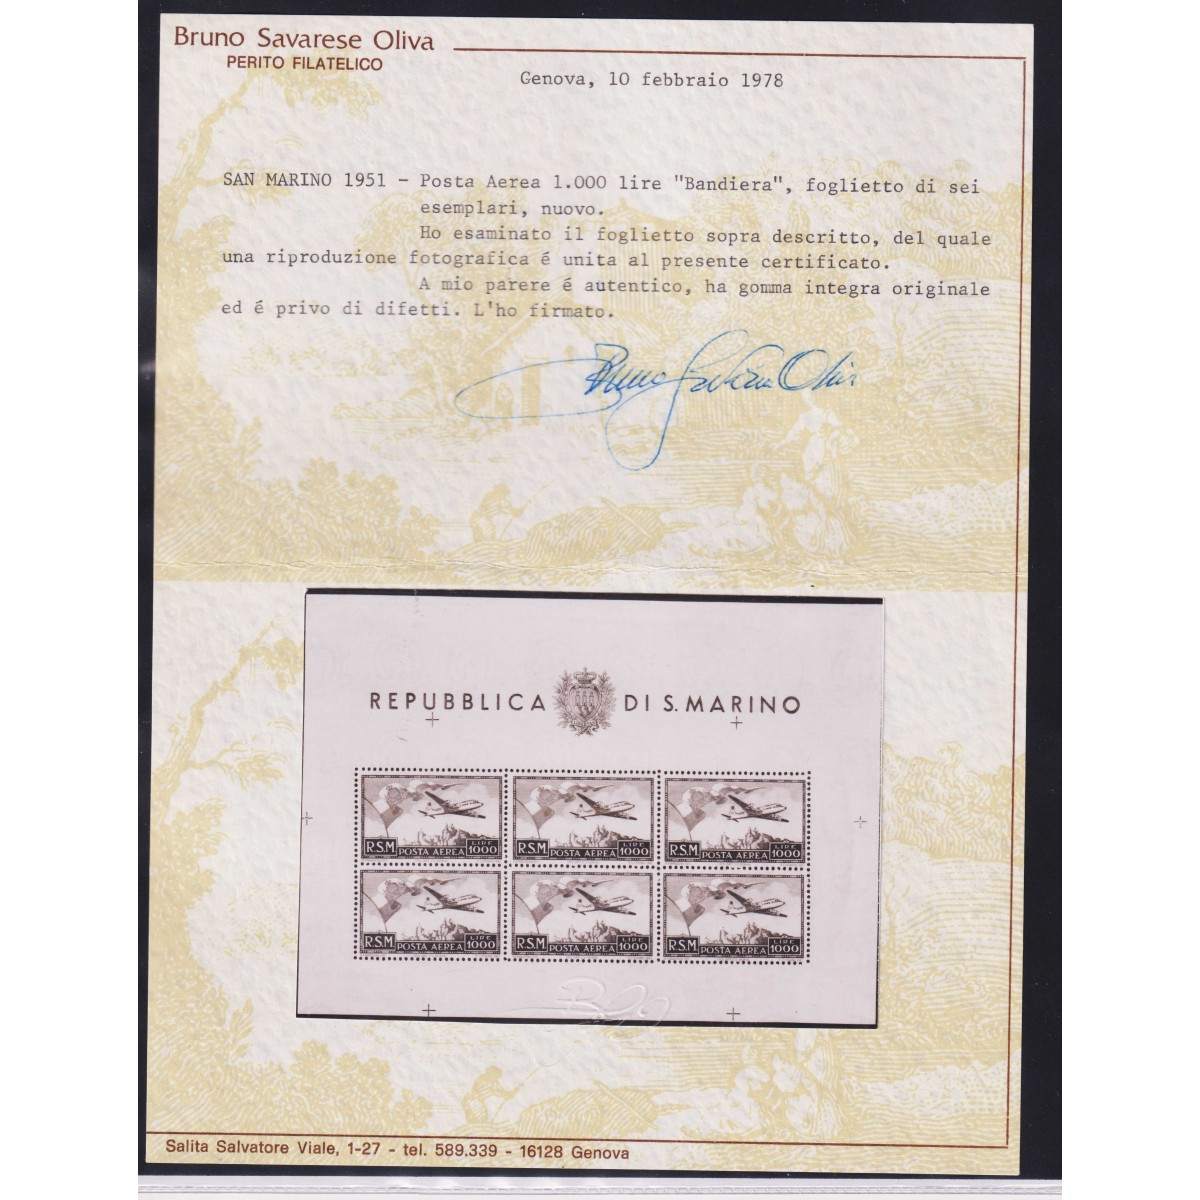 Bruno Savarese Oliva
PERITO FILATELICO
Genova, 10 febbraio 1978
SAN MARINO 1951 - Posta Aerea 1.000 lire "Bandiera", foglietto di sei
esemplari, nuovo.
Ho esaminato il foglietto sopra descritto, del quale
una riproduzione fotografica é unita al presente certificato.
A mio parere é autentico, ha gomma integra originale
ed é privo di difetti. L'ho firmato.
Bruno Savarese Oliva
REPUBBLICA DI S. MARINO
R.S.M POSTA AEREA LIRE 1000 R.S.M POSTA AEREA LIRE 1000 R.S.M POSTA AEREA LIRE 1000
R.S.M POSTA AEREA LIRE 1000 R.S.M POSTA AEREA LIRE 1000 R.S.M POSTA AEREA LIRE 1000
Salita Salvatore Viale, 1-27 - tel. 589.339 - 16128 Genova